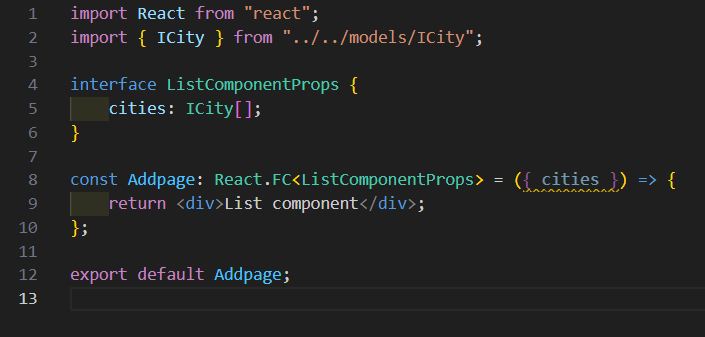 1 import React from "react";
2 import { ICity } from "../../models/ICity";
3
4 interface ListComponentProps {
5     cities: ICity[];
6 }
7
8 const Addpage: React.FC<ListComponentProps> = ({ cities }) => {
9     return <div>List component</div>;
10 };
11
12 export default Addpage;
13